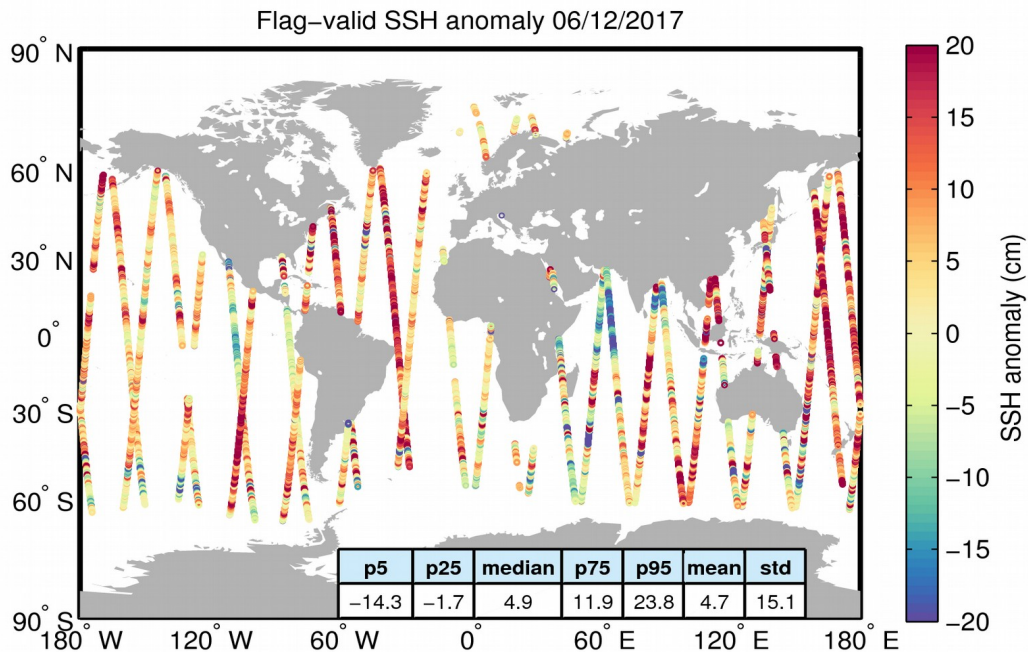 Flag−valid SSH anomaly 06/12/2017
90° N
60° N
30° N
0°
30° S
60° S
90° S
180° W
120° W
60° W
0°
60° E
120° E
180° E
p5 p25 median p75 p95 mean std
−14.3 −1.7 4.9 11.9 23.8 4.7 15.1
20
15
10
5
0
−5
−10
−15
−20
SSH anomaly (cm)